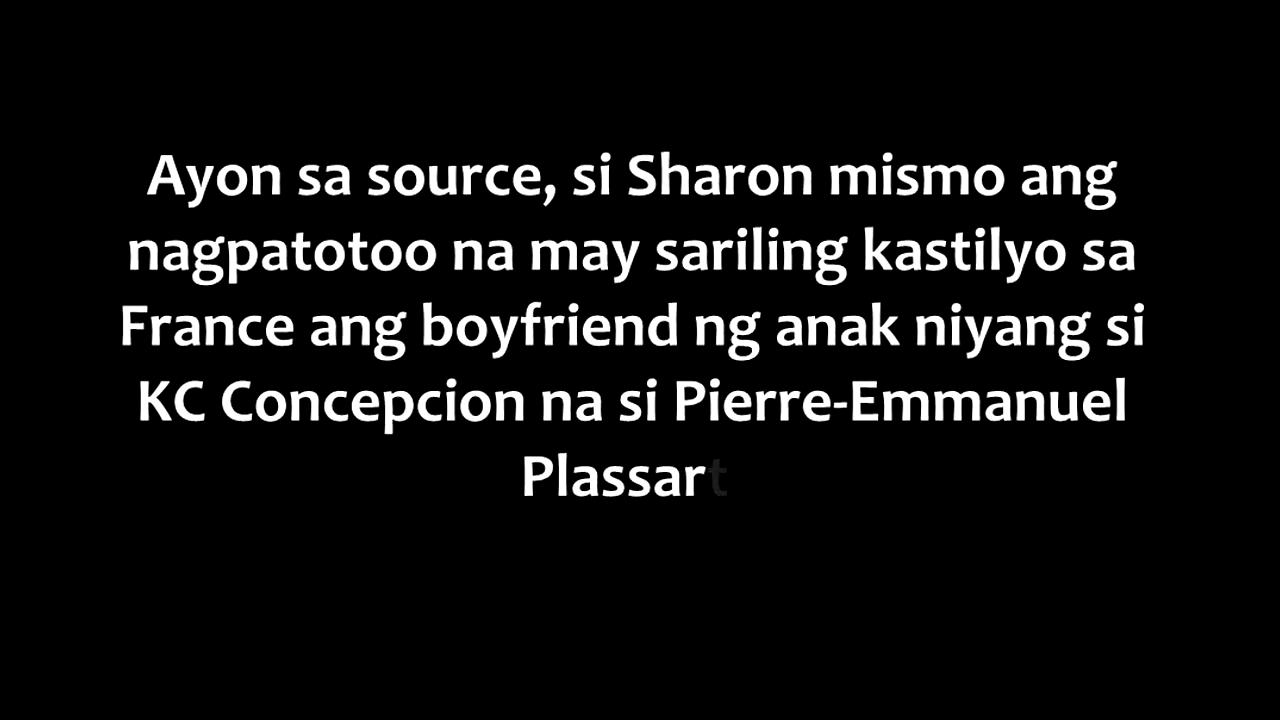 Ayon sa source, si Sharon mismo ang
nagpatotoo na may sariling kastilyo sa
France ang boyfriend ng anak niyang si
KC Concepcion na si Pierre-Emmanuel
Plassart